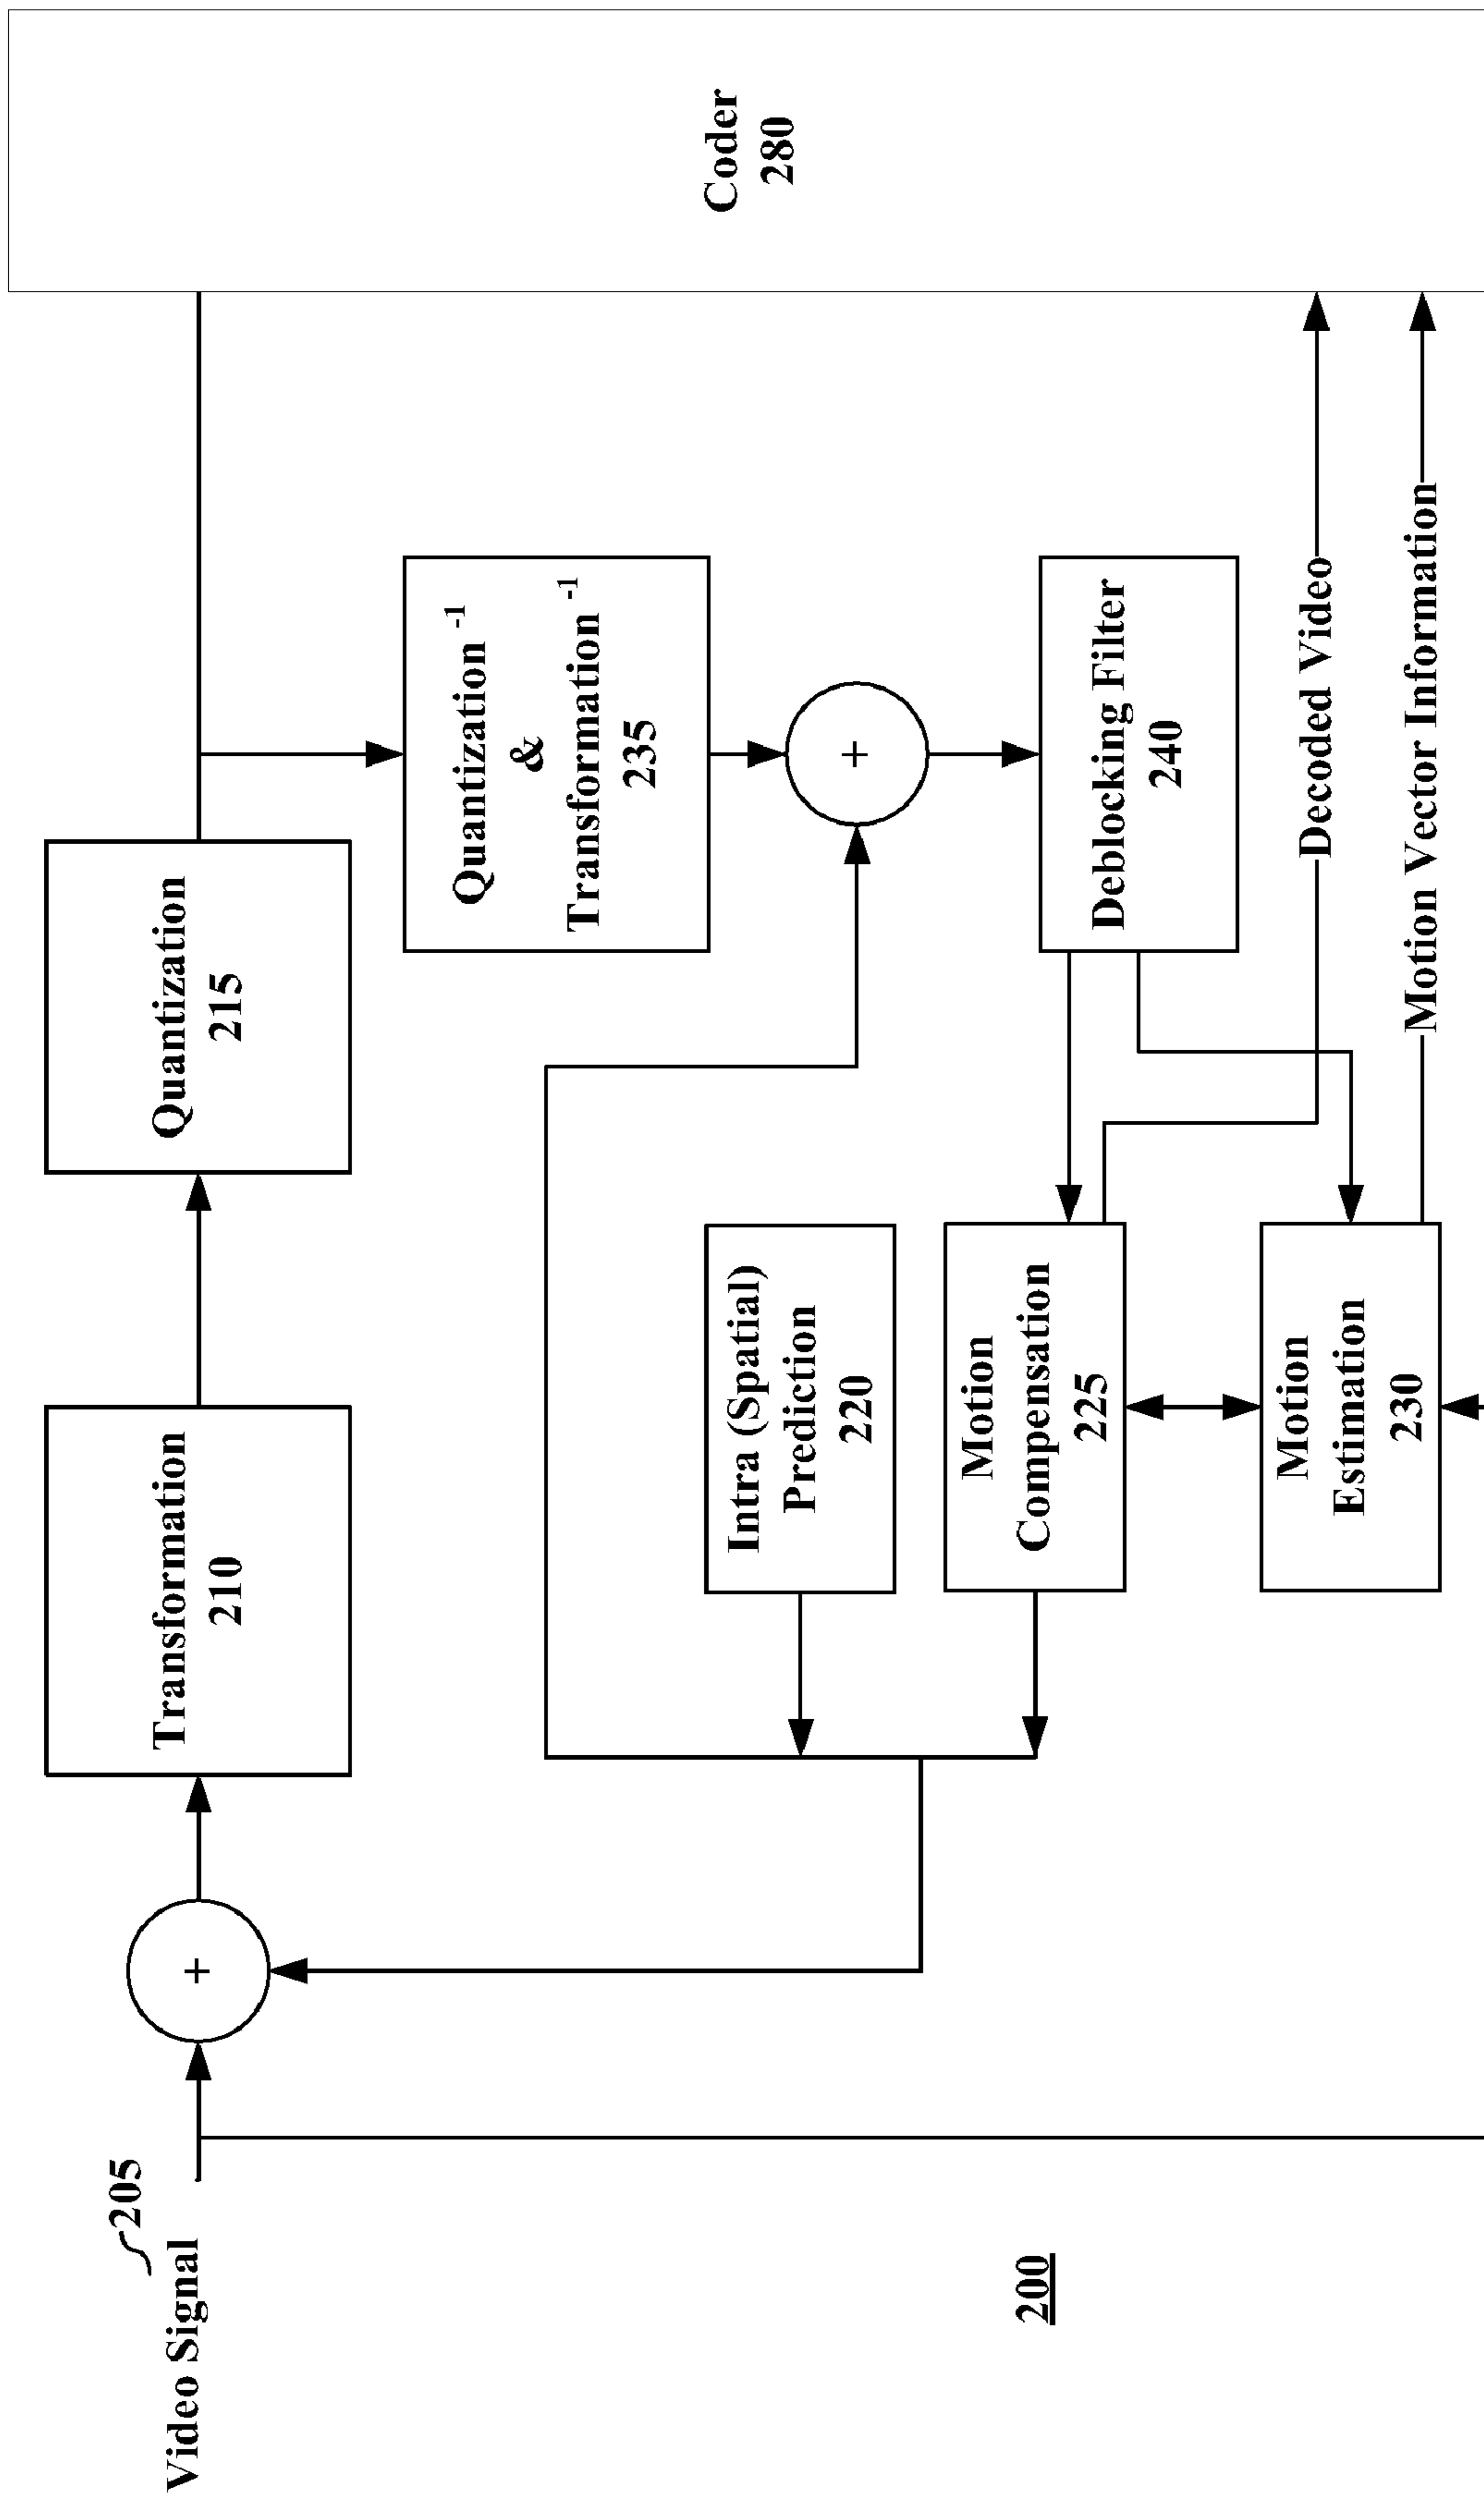 Video Signal
205
Transformation
210
Quantization
215
Coder
280
Quantization -1
&
Transformation -1
235
+
+
Intra (Spatial)
Prediction
220
Motion
Compensation
225
Deblocking Filter
240
Motion
Estimation
230
Decoded Video
Motion Vector Information
200